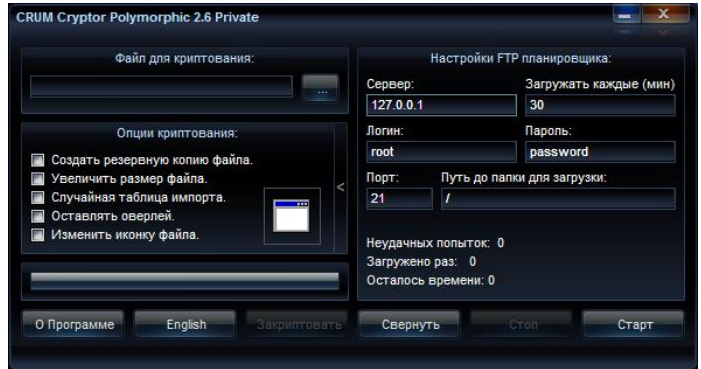 CRUM Cryptor Polymorphic 2.6 Private
Файл для криптования:
...
Опции криптования:
Создать резервную копию файла.
Увеличить размер файла.
Случайная таблица импорта.
Оставлять оверлей.
Изменить иконку файла.
<
Настройки FTP планировщика:
Сервер: Загружать каждые (мин)
127.0.0.1 30
Логин: Пароль:
root password
Порт: Путь до папки для загрузки:
21 /
Неудачных попыток: 0
Загружено раз: 0
Осталось времени: 0
О Программе English Закриптовать Свернуть Стоп Старт